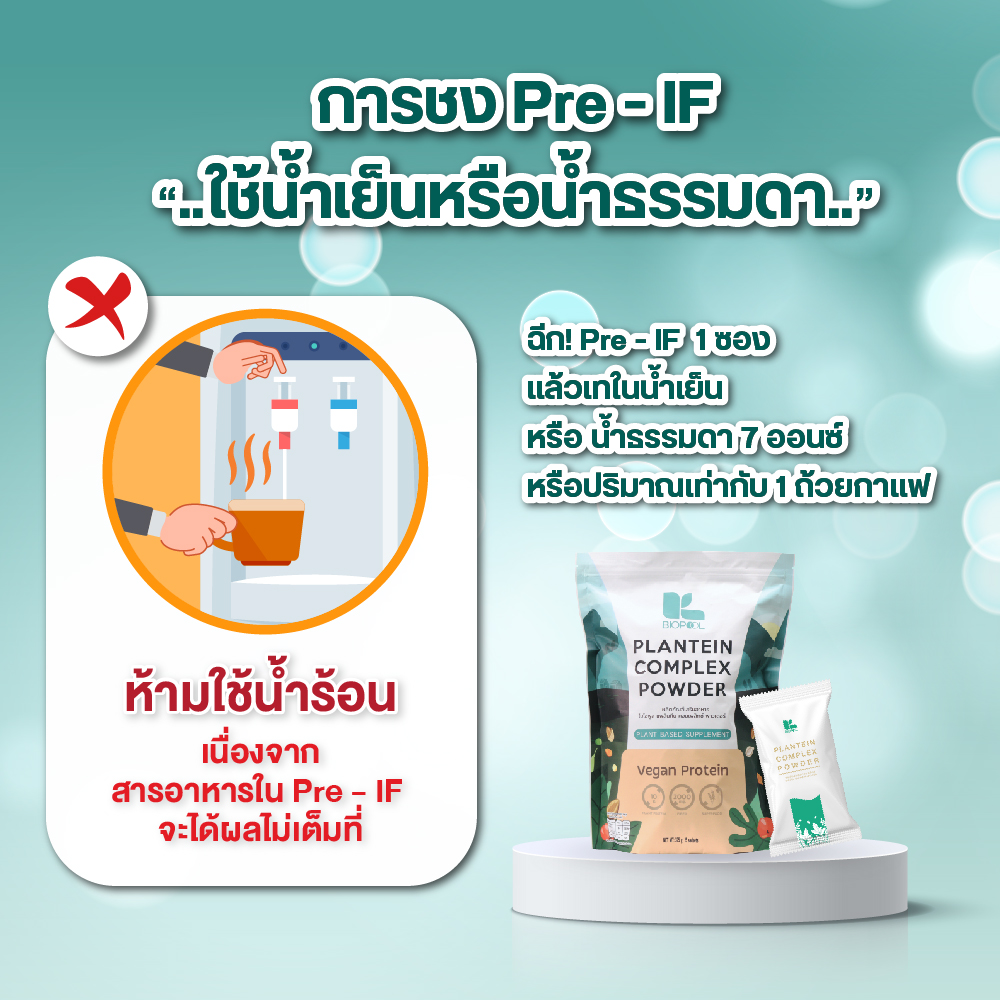 การชง Pre - IF
“..ใช้น้ำเย็นหรือน้ำธรรมดา..”
ฉีก! Pre - IF 1 ซอง
แล้วเทในน้ำเย็น
หรือ น้ำธรรมดา 7 ออนซ์
หรือปริมาณเท่ากับ 1 ถ้วยกาแฟ
ห้ามใช้น้ำร้อน
เนื่องจาก
สารอาหารใน Pre - IF
จะได้ผลไม่เต็มที่
BIOPOOL
PLANTEIN
COMPLEX
POWDER
PLANT BASED SUPPLEMENT
Vegan Protein
PLANTEIN
COMPLEX
POWDER